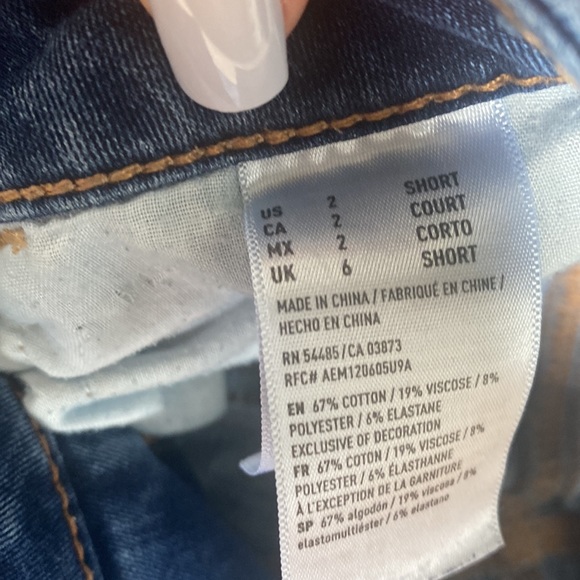 US 2 SHORT
CA 2 COURT
MX 2 CORTO
UK 6 SHORT
MADE IN CHINA / FABRIQUÉ EN CHINE /
HECHO EN CHINA
RN 54485 / CA 03873
RFC# AEM120605U9A
EN 67% COTTON / 19% VISCOSE / 8%
POLYESTER / 6% ELASTANE
EXCLUSIVE OF DECORATION
FR 67% COTON / 19% VISCOSE / 8%
POLYESTER / 6% ÉLASTHANNE
À L'EXCEPTION DE LA GARNITURE
SP 67% algodón / 19% viscosa / 8%
elastomultiéster / 6% elastano